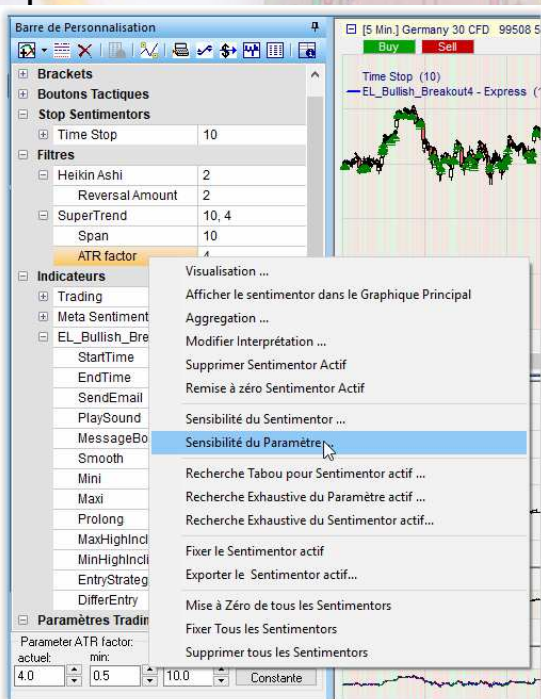 Barre de Personnalisation
Brackets
Boutons Tactiques
Stop Sentimentors
Time Stop 10
Filtres
Heikin Ashi 2
Reversal Amount 2
SuperTrend 10, 4
Span 10
ATR factor 4
Indicateurs
Trading
Meta Sentiment
EL_Bullish_Bre
StartTime
EndTime
SendEmail
PlaySound
MessageBo
Smooth
Mini
Maxi
Prolong
MaxHighIncl
MinHighIncli
EntryStrateg
DifferEntry
Paramètres Tradin
Parameter ATR factor:
actuel: min:
4.0 0.5 10.0 Constante
Visualisation ...
Afficher le sentimentor dans le Graphique Principal
Aggregation ...
Modifier Interprétation ...
Supprimer Sentimentor Actif
Remise à zéro Sentimentor Actif
Sensibilité du Sentimentor ...
Sensibilité du Paramètre ...
Recherche Tabou pour Sentimentor actif ...
Recherche Exhaustive du Paramètre actif ...
Recherche Exhaustive du Sentimentor actif...
Fixer le Sentimentor actif
Exporter le Sentimentor actif...
Mise à Zéro de tous les Sentimentors
Fixer Tous les Sentimentors
Supprimer tous les Sentimentors
[5 Min.] Germany 30 CFD 99508 5
Buy Sell
Time Stop (10)
EL_Bullish_Breakout4 - Express (